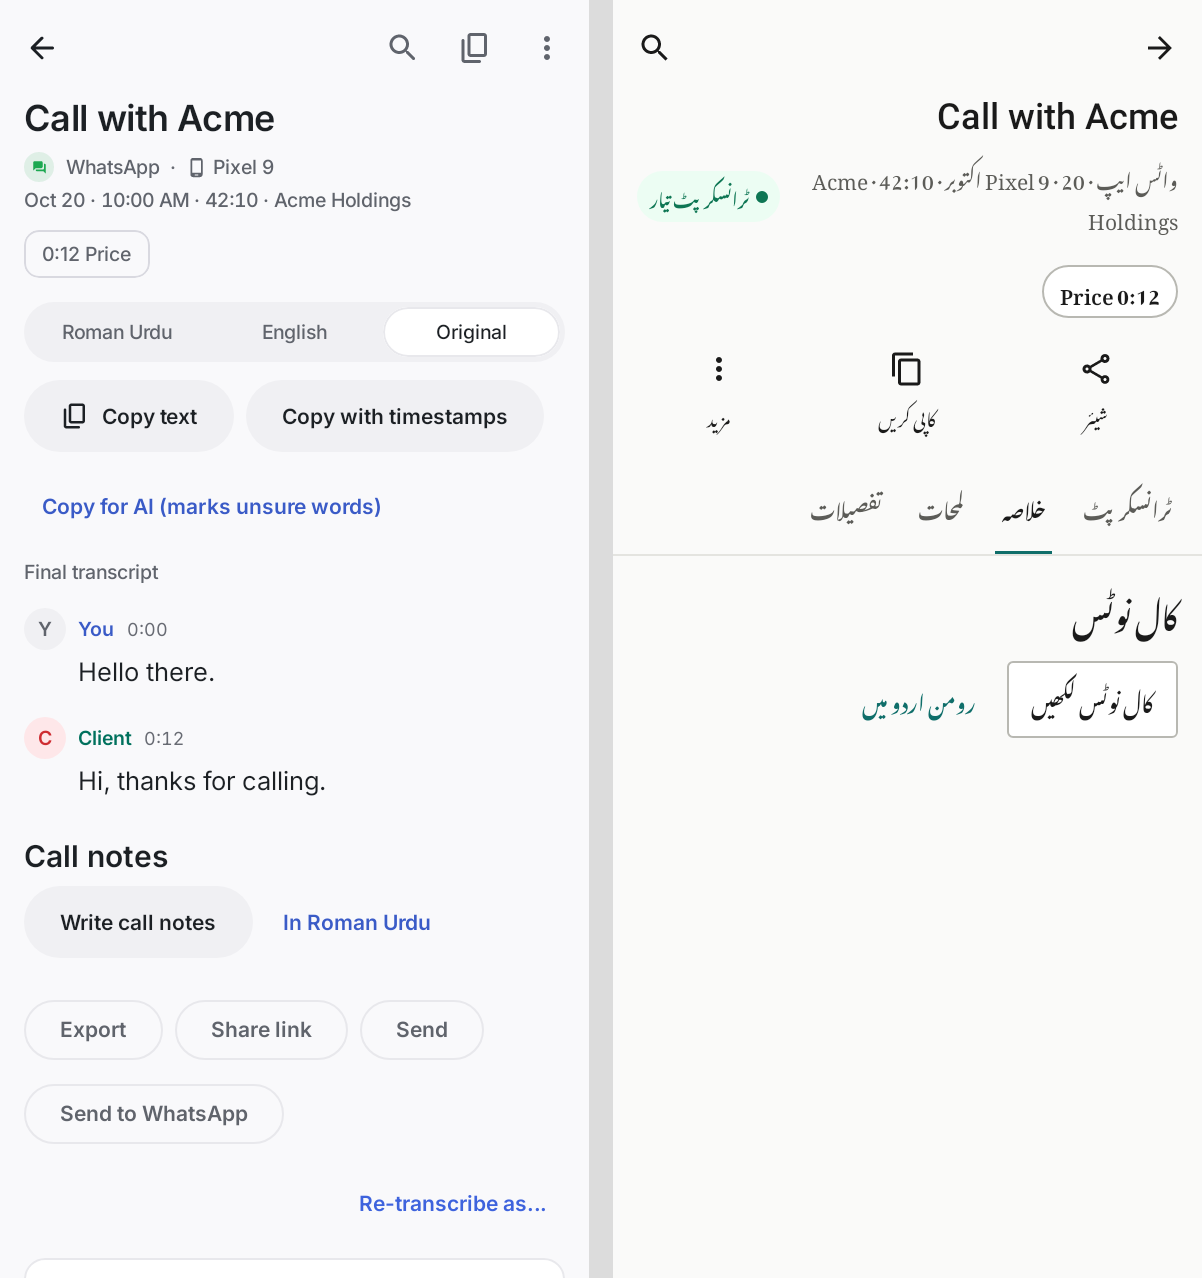 Call with Acme
WhatsApp · Pixel 9
Oct 20 · 10:00 AM · 42:10 · Acme Holdings
0:12 Price
Roman Urdu English Original
Copy text Copy with timestamps
Copy for AI (marks unsure words)
Final transcript
Y You 0:00
Hello there.
C Client 0:12
Hi, thanks for calling.
Call notes
Write call notes In Roman Urdu
Export Share link Send
Send to WhatsApp
Re-transcribe as...
Call with Acme
واٹس ایپ · Pixel 9 · 20 اکتوبر · 42:10 · Acme
Holdings
ٹرانسکرپٹ تیار
Price 0:12
شیئر کاپی کریں مزید
ٹرانسکرپٹ خلاصہ لمحات تفصیلات
کال نوٹس
کال نوٹس لکھیں رومن اردو میں